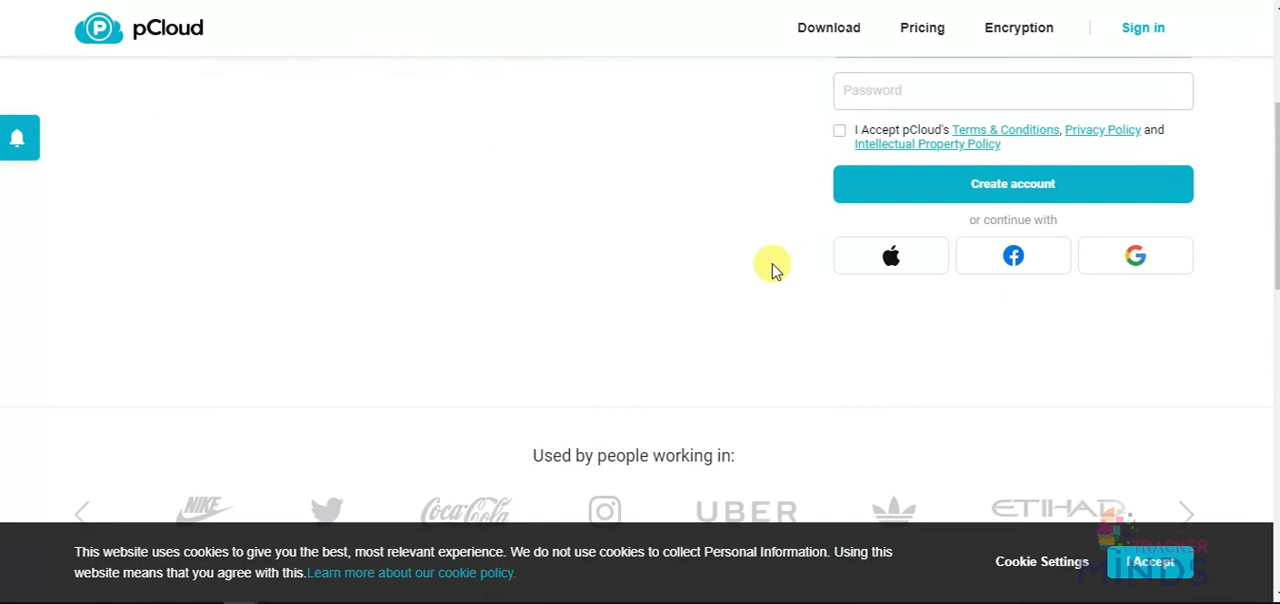 pCloud
Download Pricing Encryption Sign in
Password
I Accept pCloud's Terms & Conditions, Privacy Policy and
Intellectual Property Policy
Create account
or continue with
Used by people working in:
NIKE Coca-Cola UBER ETIHAD
This website uses cookies to give you the best, most relevant experience. We do not use cookies to collect Personal Information. Using this
website means that you agree with this. Learn more about our cookie policy.
Cookie Settings
I Accept
TRACKER
MINDS